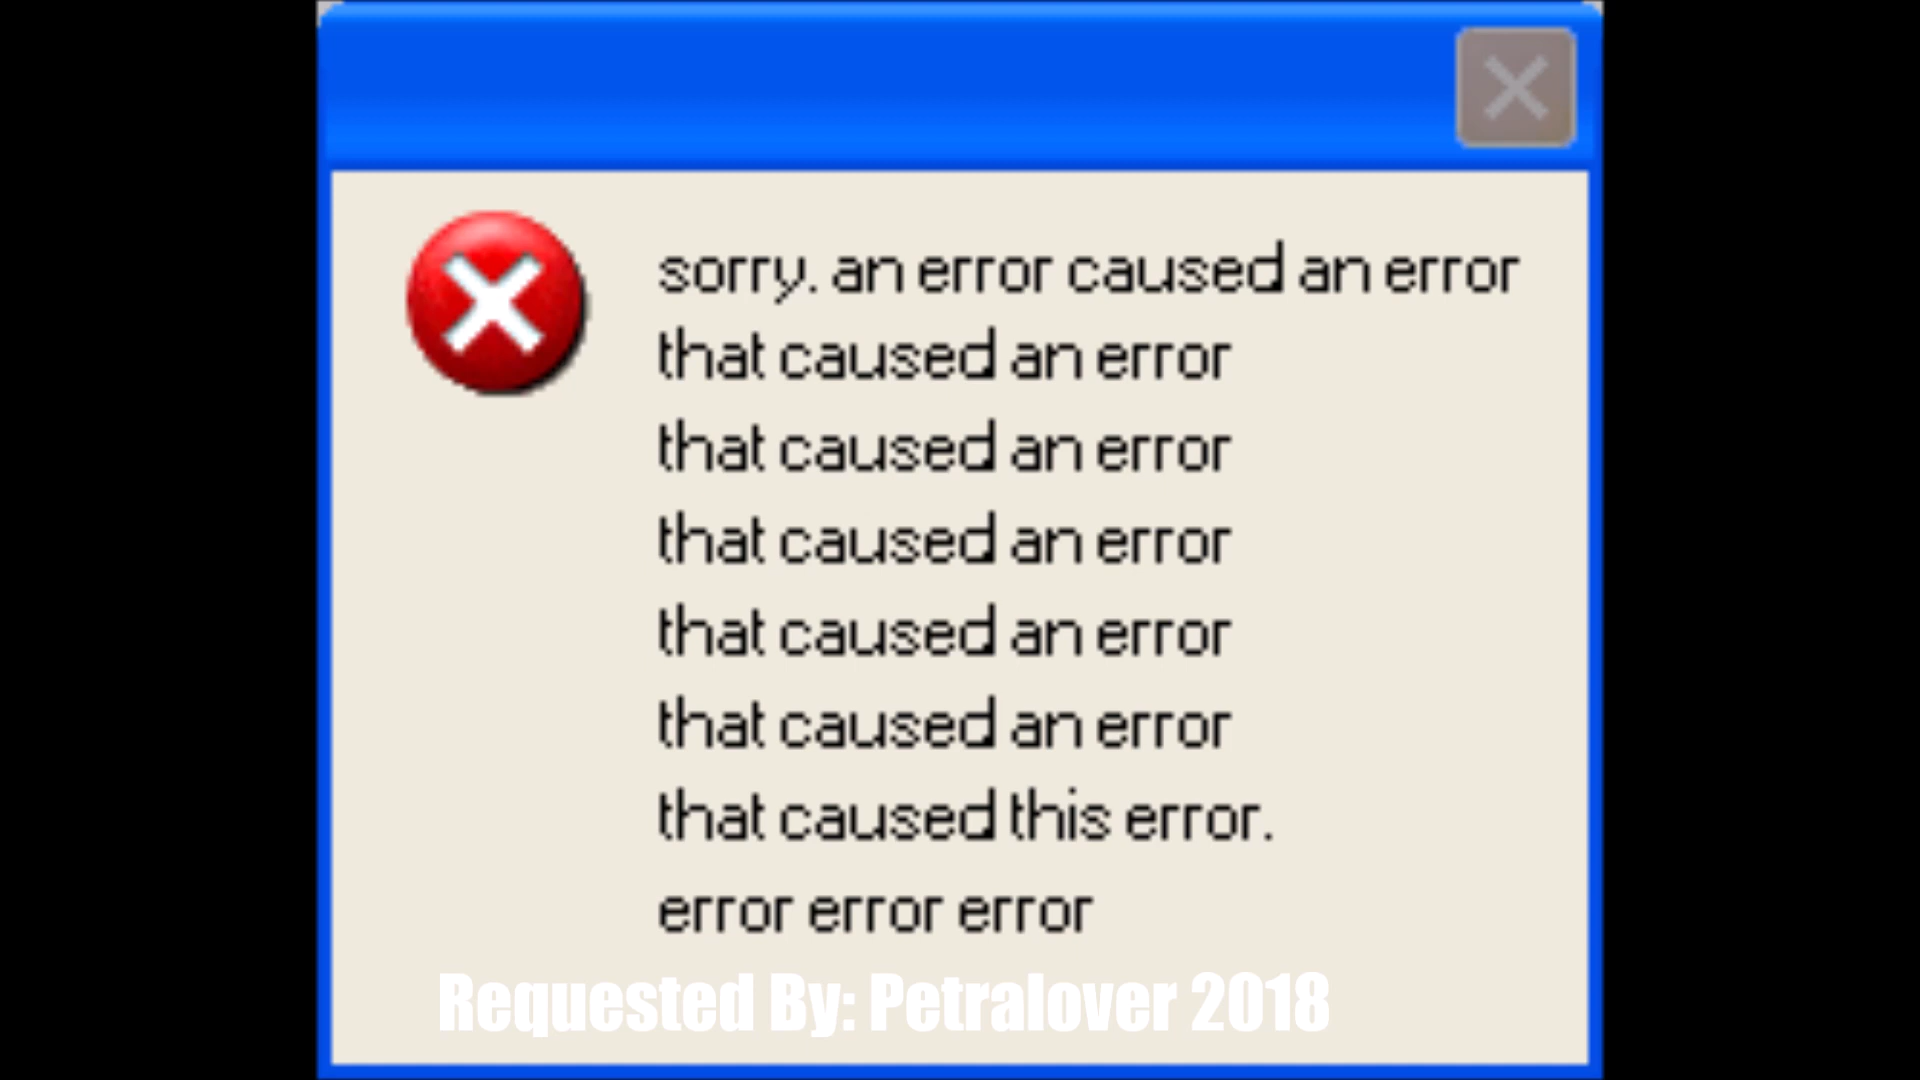 sorry. an error caused an error
that caused an error
that caused an error
that caused an error
that caused an error
that caused an error
that caused this error.
error error error
Requested By: Petralover 2018